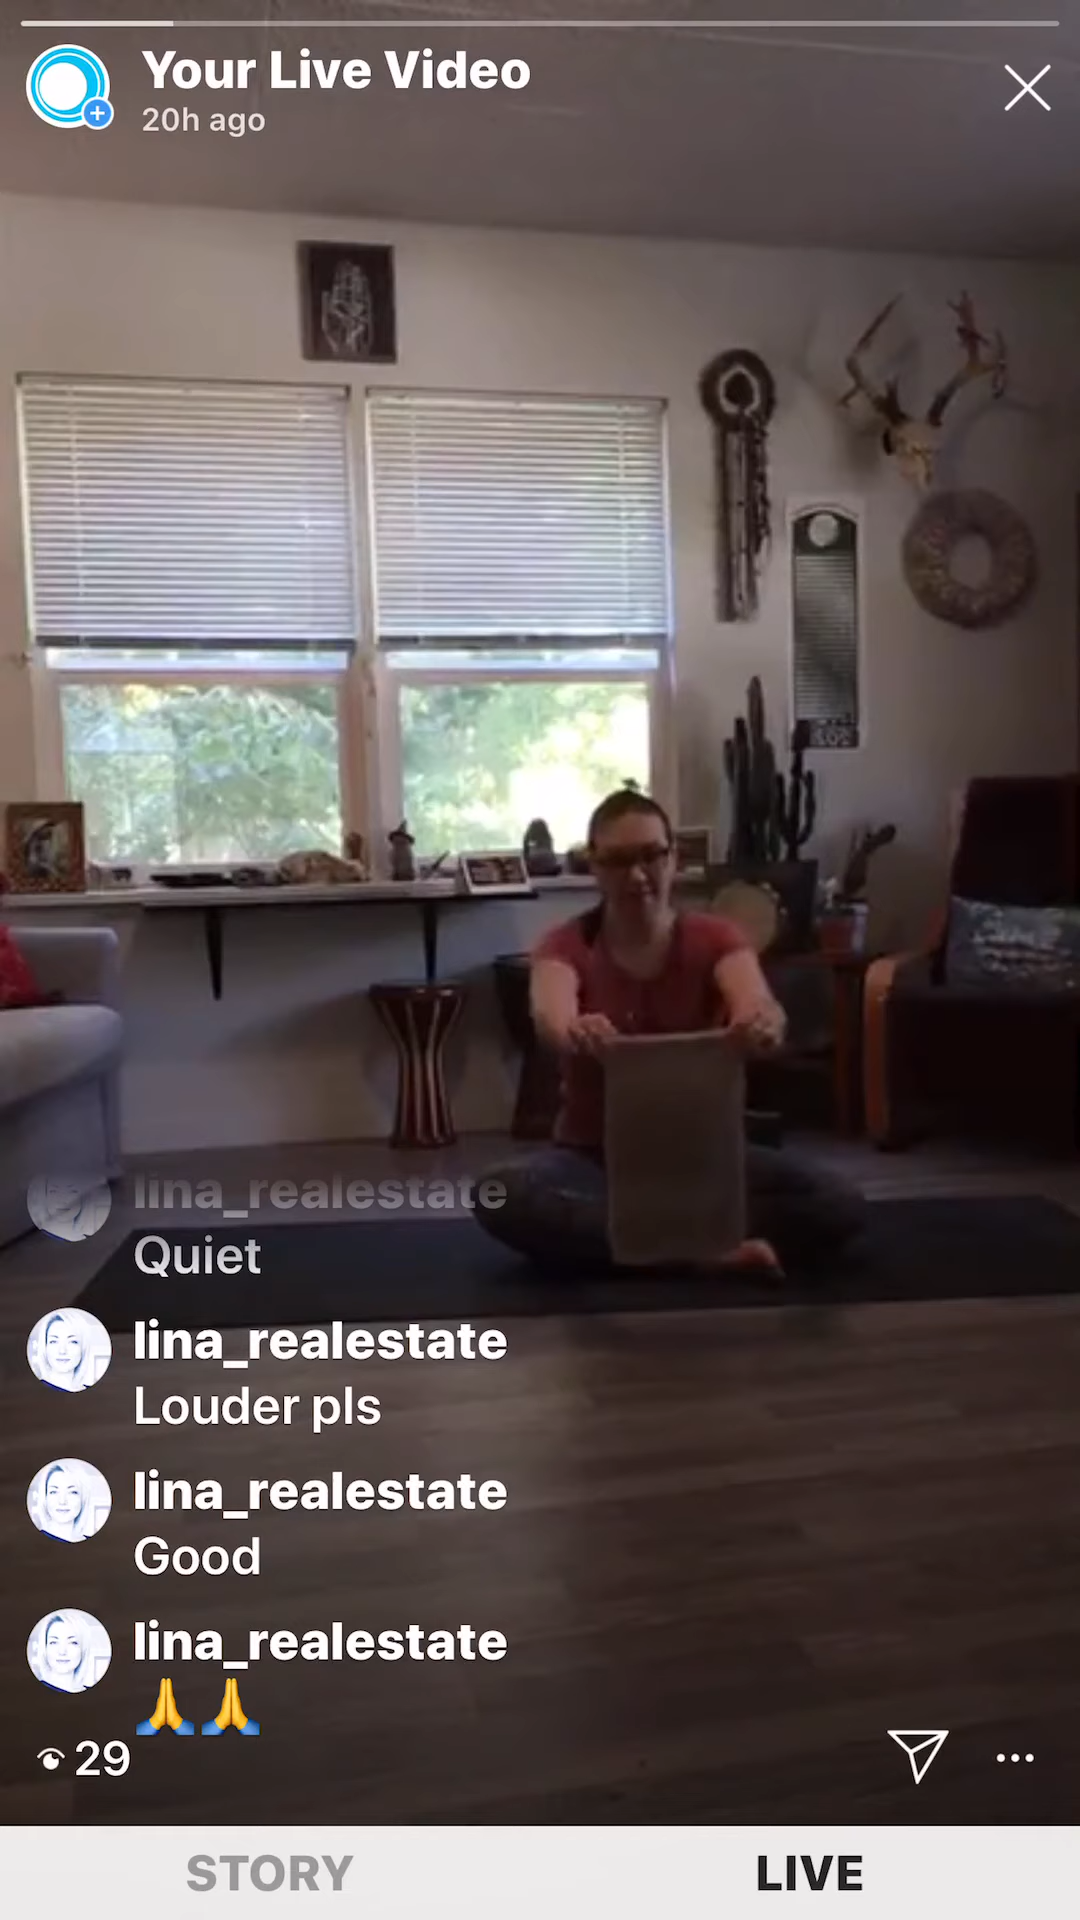 Your Live Video
20h ago
lina_realestate
Quiet
lina_realestate
Louder pls
lina_realestate
Good
lina_realestate
🙏🙏
29
STORY
LIVE